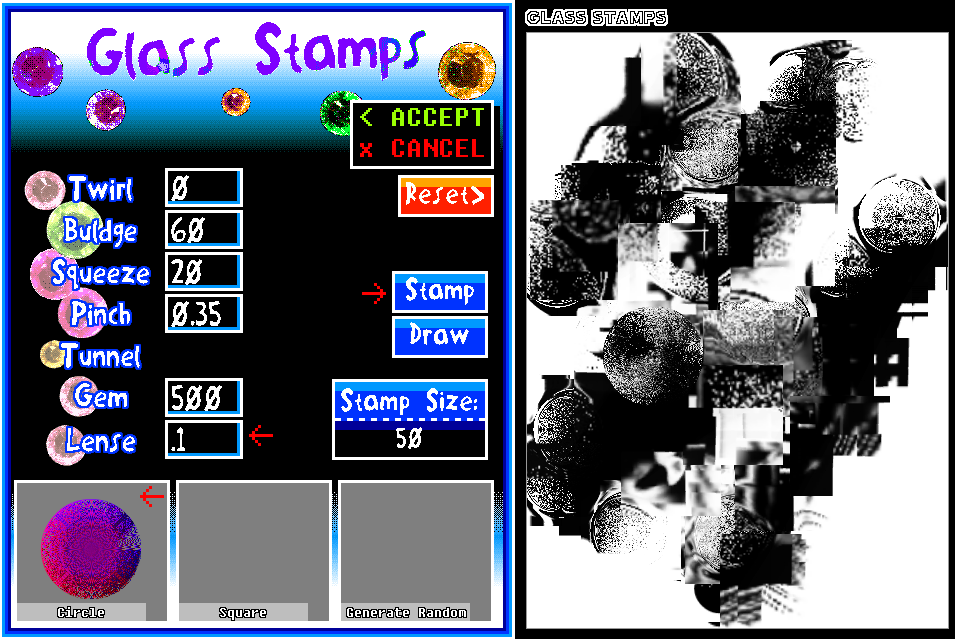 Glass Stamps
< ACCEPT
x CANCEL
Reset>
Twirl 0
Buldge 60
Squeeze 20
Pinch 0.35
Tunnel
Gem 500
Lense .1
Stamp
Draw
Stamp Size:
50
Circle
Square
Generate Random
GLASS STAMPS